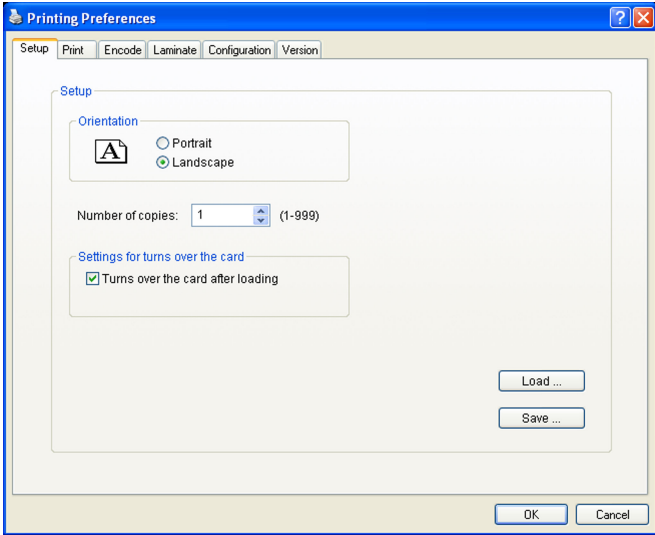 Printing Preferences
Setup Print Encode Laminate Configuration Version
Setup
Orientation
A
Portrait
Landscape
Number of copies: 1 (1-999)
Settings for turns over the card
Turns over the card after loading
Load ...
Save ...
OK Cancel